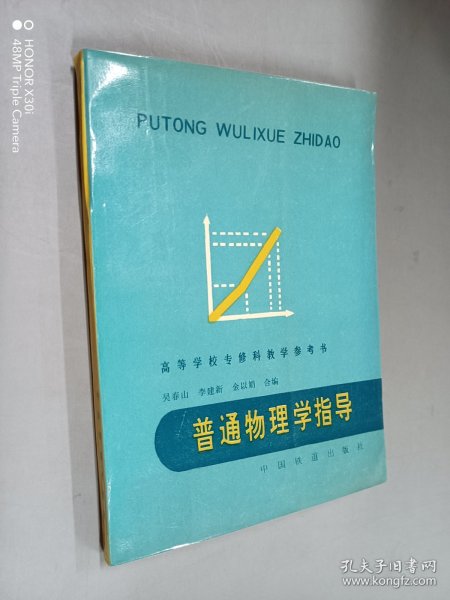 HONOR X30i
48MP Triple Camera
PUTONG WULIXUE ZHIDAO
高等学校专修科教学参考书
吴春山 李建新 余以娟 合编
普通物理学指导
中国铁道出版社
孔夫子旧书网
www.kongfz.com